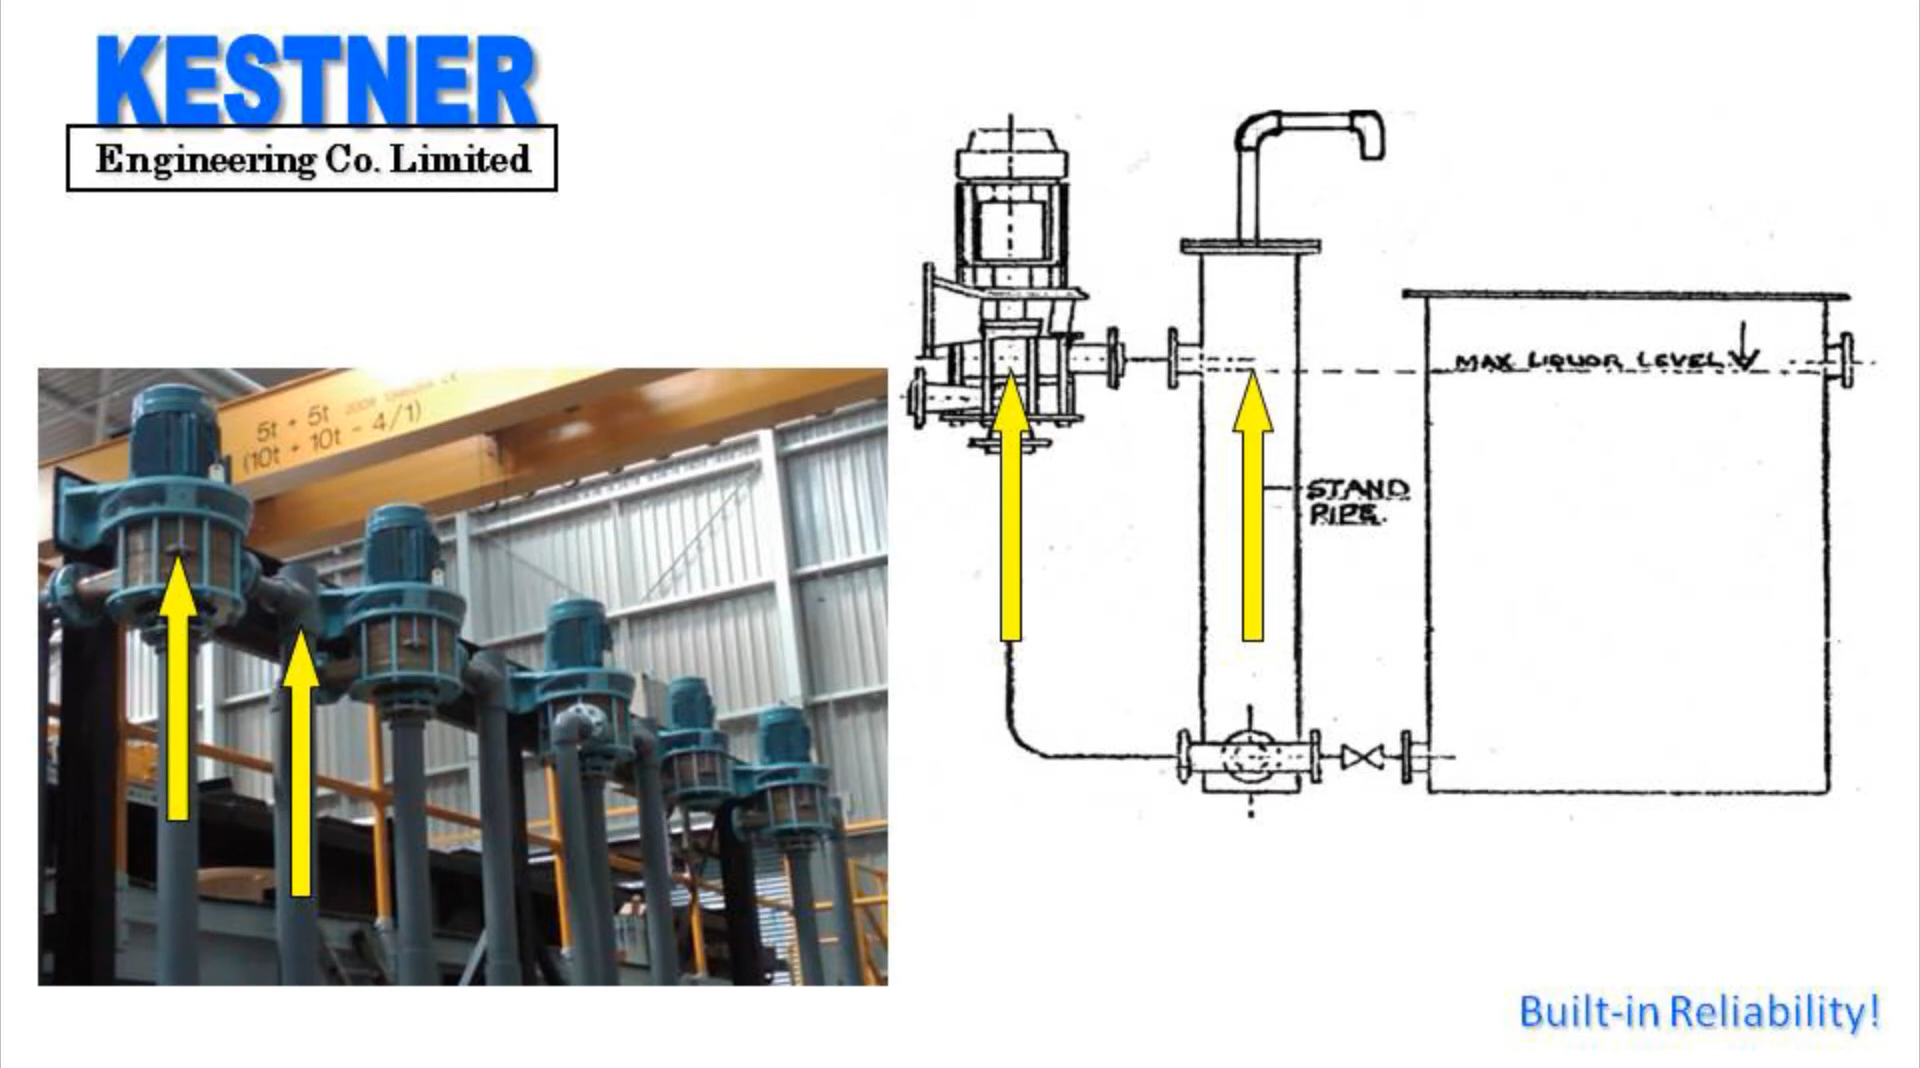 KESTNER
Engineering Co. Limited
5t + 5t
(10t + 10t - 4/1)
MAX LIQUOR LEVEL
STAND
PIPE.
Built-in Reliability!